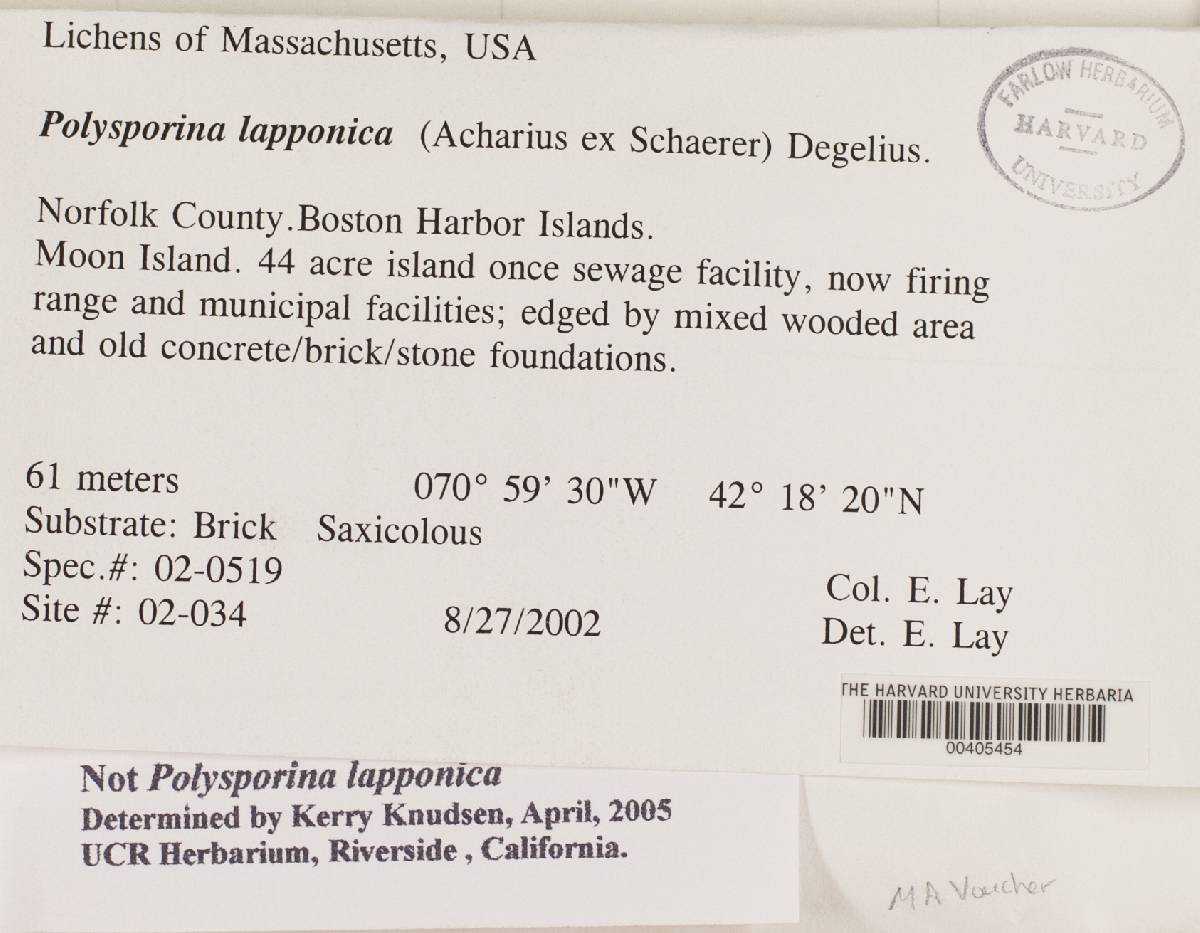 Lichens of Massachusetts, USA
FARLOW HERBARIUM
HARVARD
UNIVERSITY
Polysporina lapponica (Acharius ex Schaerer) Degelius.
Norfolk County.Boston Harbor Islands.
Moon Island. 44 acre island once sewage facility, now firing
range and municipal facilities; edged by mixed wooded area
and old concrete/brick/stone foundations.
61 meters 070° 59’ 30"W 42° 18’ 20"N
Substrate: Brick Saxicolous
Spec.#: 02-0519
Site #: 02-034 8/27/2002
Col. E. Lay
Det. E. Lay
THE HARVARD UNIVERSITY HERBARIA
00405454
Not Polysporina lapponica
Determined by Kerry Knudsen, April, 2005
UCR Herbarium, Riverside , California.
MA Voucher